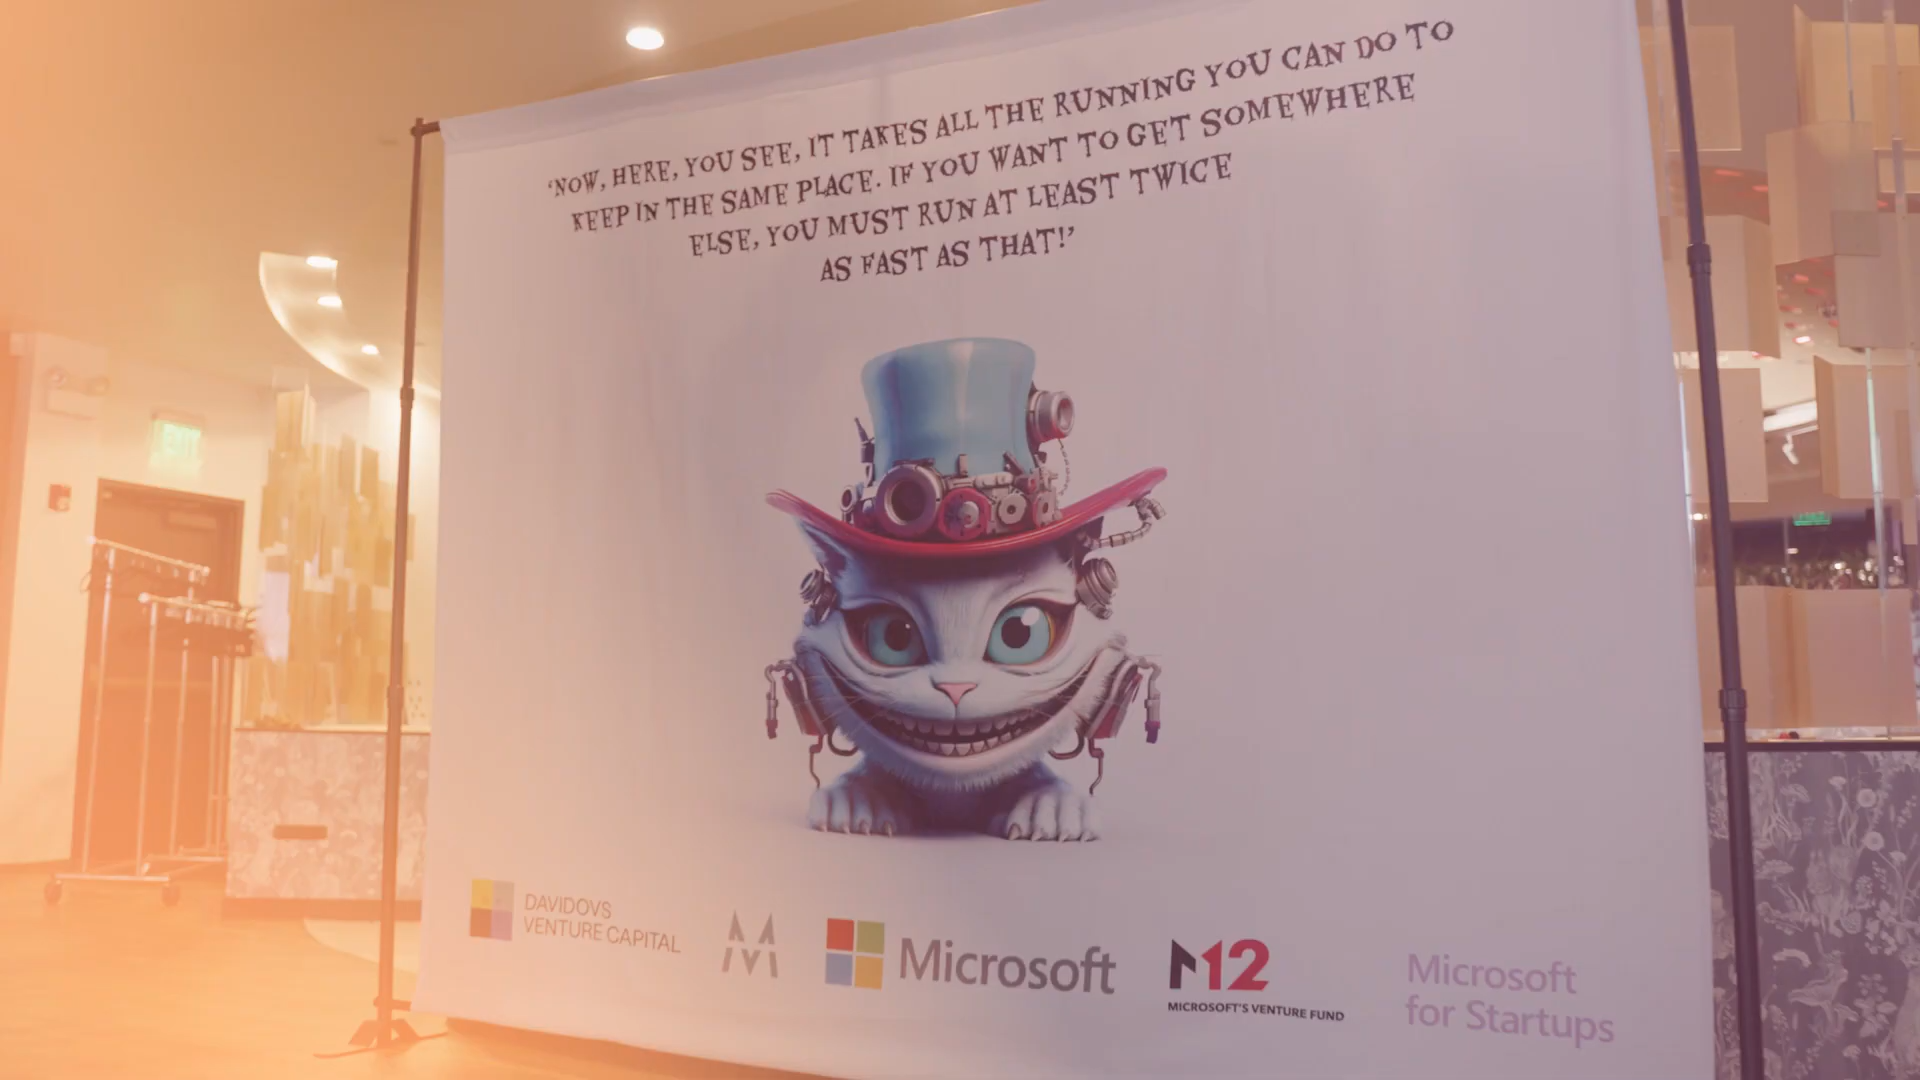 ‘NOW, HERE, YOU SEE, IT TAKES ALL THE RUNNING YOU CAN DO TO
KEEP IN THE SAME PLACE. IF YOU WANT TO GET SOMEWHERE
ELSE, YOU MUST RUN AT LEAST TWICE
AS FAST AS THAT!’
EXIT
DAVIDOVS
VENTURE CAPITAL
M
Microsoft
M12
MICROSOFT'S VENTURE FUND
Microsoft
for Startups